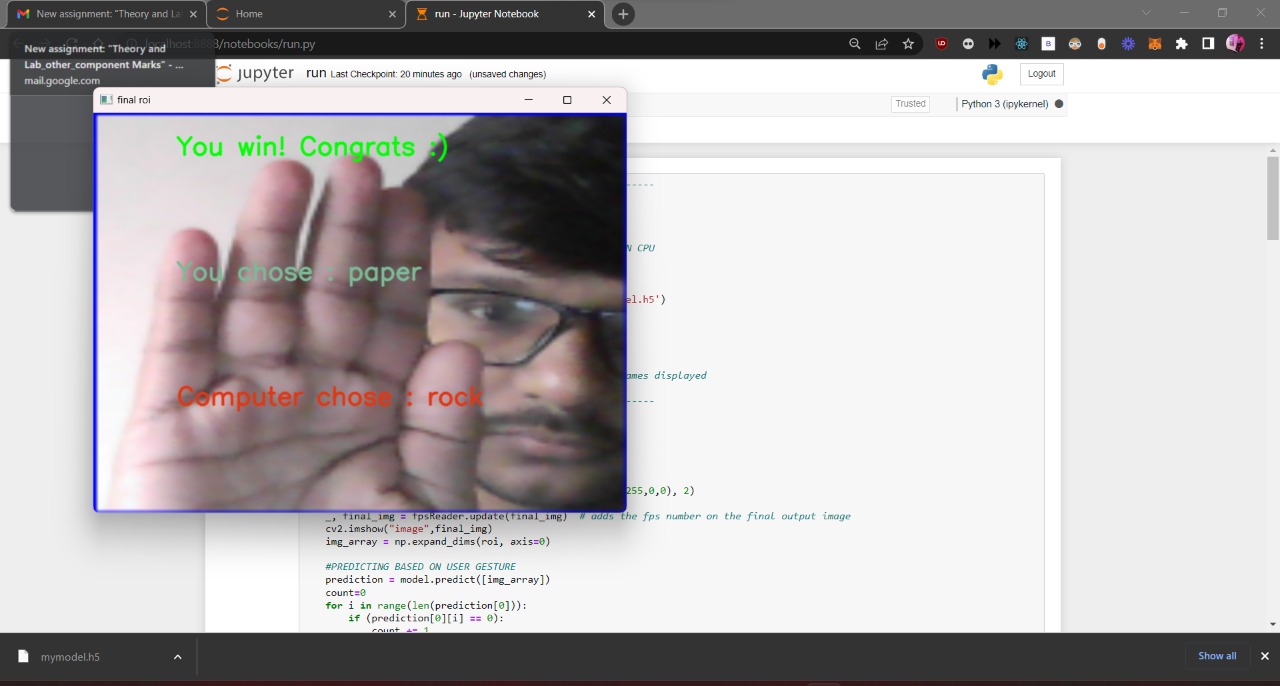 New assignment: "Theory and La
Home
run - Jupyter Notebook
localhost:8888/notebooks/run.py
New assignment: "Theory and
Lab_other_component Marks" - ...
mail.google.com
jupyter run Last Checkpoint: 20 minutes ago (unsaved changes)
Logout
Trusted
Python 3 (ipykernel)
final roi
You win! Congrats :)
You chose : paper
Computer chose : rock
-----
N CPU
el.h5')
ames displayed
-----
255,0,0), 2)
_, final_img = fpsReader.update(final_img) # adds the fps number on the final output image
cv2.imshow("image",final_img)
img_array = np.expand_dims(roi, axis=0)
#PREDICTING BASED ON USER GESTURE
prediction = model.predict([img_array])
count=0
for i in range(len(prediction[0])):
if (prediction[0][i] == 0):
count += 1
mymodel.h5
Show all